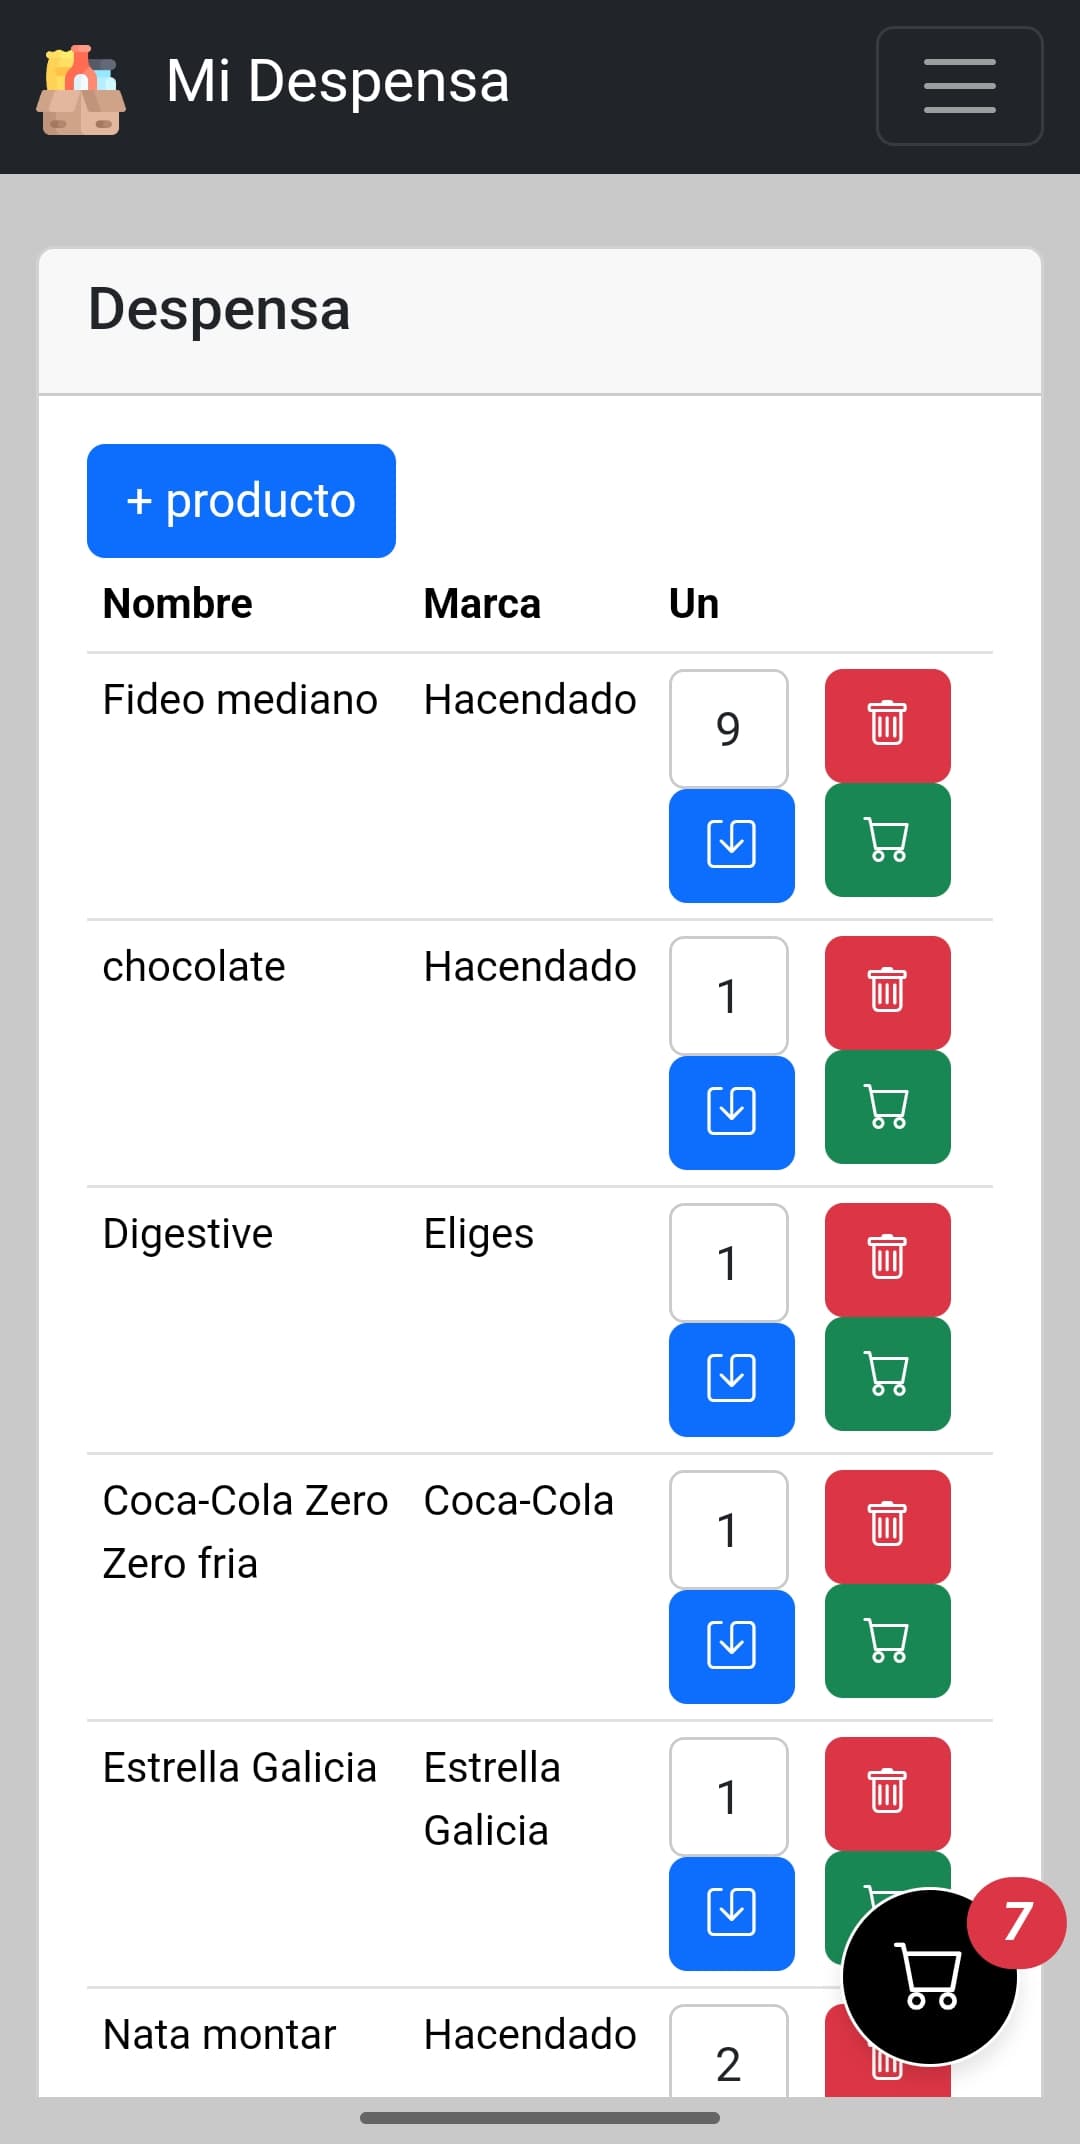 Mi Despensa
Despensa
+ producto
Nombre Marca Un
Fideo mediano Hacendado 9
chocolate Hacendado 1
Digestive Eliges 1
Coca-Cola Zero Coca-Cola 1
Zero fria
Estrella Galicia Estrella 1
Galicia
7
Nata montar Hacendado 2